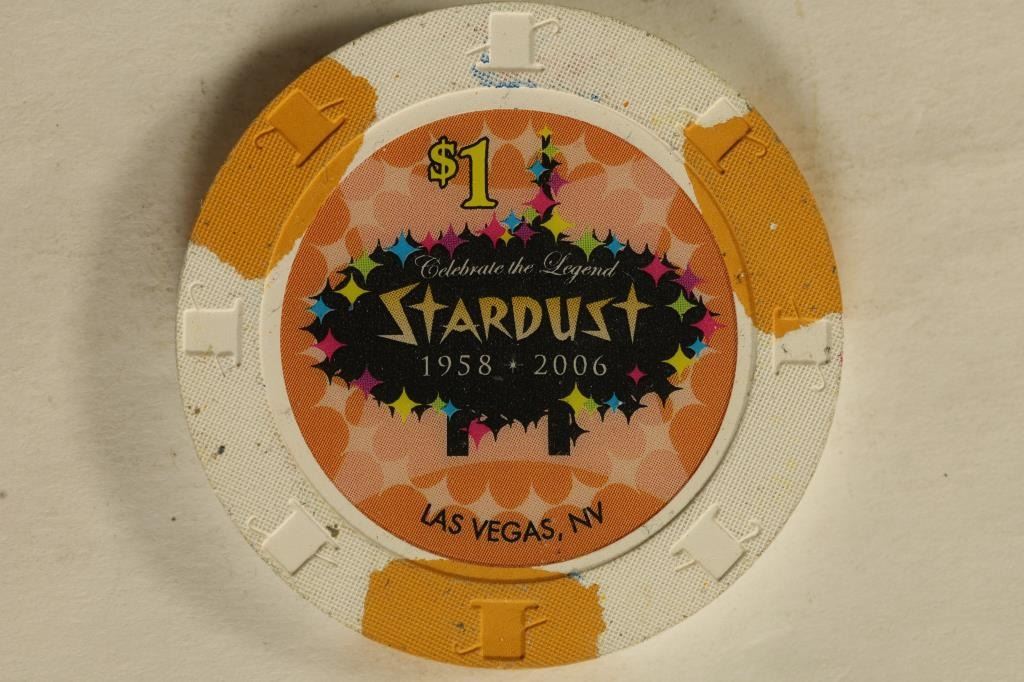 $1
Celebrate the Legend
STARDUST
1958 2006
LAS VEGAS, NV